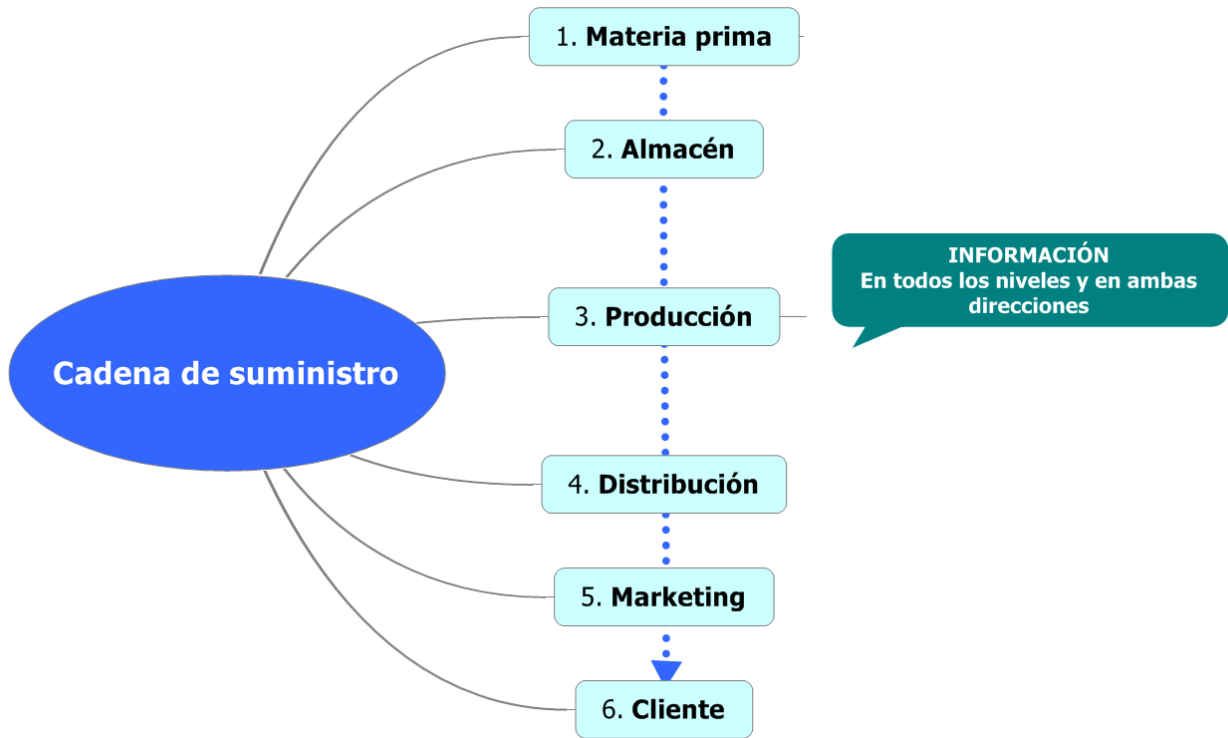 1. Materia prima
2. Almacén
INFORMACIÓN
En todos los niveles y en ambas
direcciones
3. Producción
Cadena de suministro
4. Distribución
5. Marketing
6. Cliente